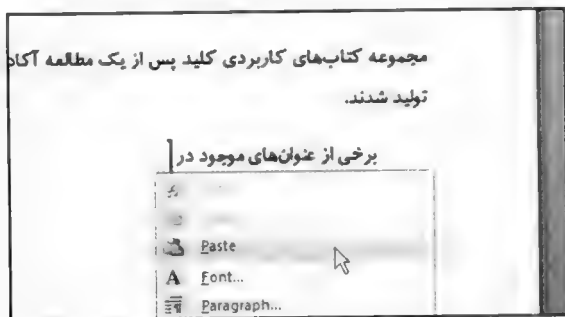 مجموعه کتاب‌های کاربردی کلید پس از یک مطالعه آکاد
تولید شدند.
برخی از عنوان‌های موجود در
Paste
Font...
Paragraph...